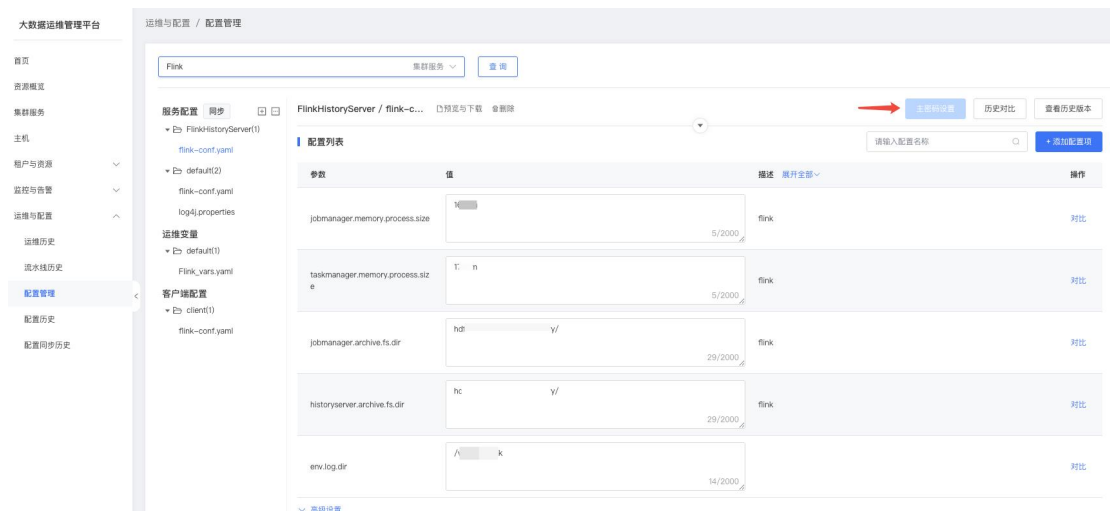 大数据运维管理平台
运维与配置 / 配置管理
首页
资源概览
集群服务
主机
租户与资源
监控与告警
运维与配置
运维历史
流水线历史
配置管理
配置历史
配置同步历史
Flink
集群服务
查询
服务配置
同步
FlinkHistoryServer(1)
flink-conf.yaml
default(2)
flink-conf.yaml
log4j.properties
运维变量
default(1)
Flink_vars.yaml
客户端配置
client(1)
flink-conf.yaml
FlinkHistoryServer / flink-c...
预览与下载
删除
主密码设置
历史对比
查看历史版本
配置列表
请输入配置名称
+ 添加配置项
参数 值 描述 展开全部 操作
jobmanager.memory.process.size
5/2000
flink
对比
taskmanager.memory.process.siz
e
5/2000
flink
对比
jobmanager.archive.fs.dir
y/
29/2000
flink
对比
historyserver.archive.fs.dir
y/
29/2000
flink
对比
env.log.dir
k
14/2000
对比
高级设置